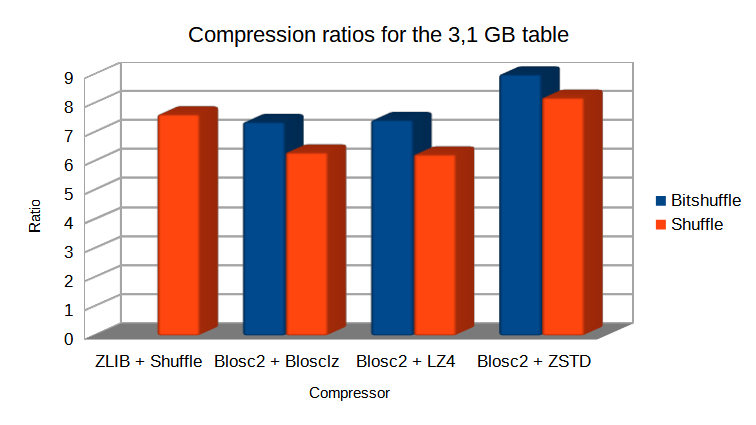 Compression ratios for the 3,1 GB table
9
8
7
6
5
4
3
2
1
0
Ratio
Bitshuffle
Shuffle
ZLIB + Shuffle Blosc2 + Blosclz Blosc2 + LZ4 Blosc2 + ZSTD
Compressor